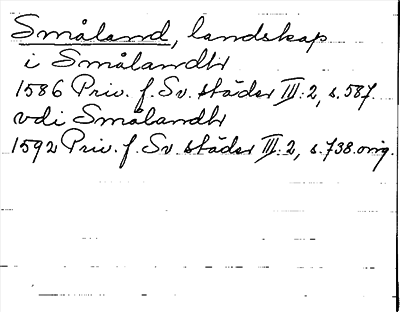 Småland, landskap
i Smålandh
1586 Priv. f. Sv. städer III:2, s.587.
vdi Smålandh
1592 Priv. f. Sv. städer III:2, s.738.orig.